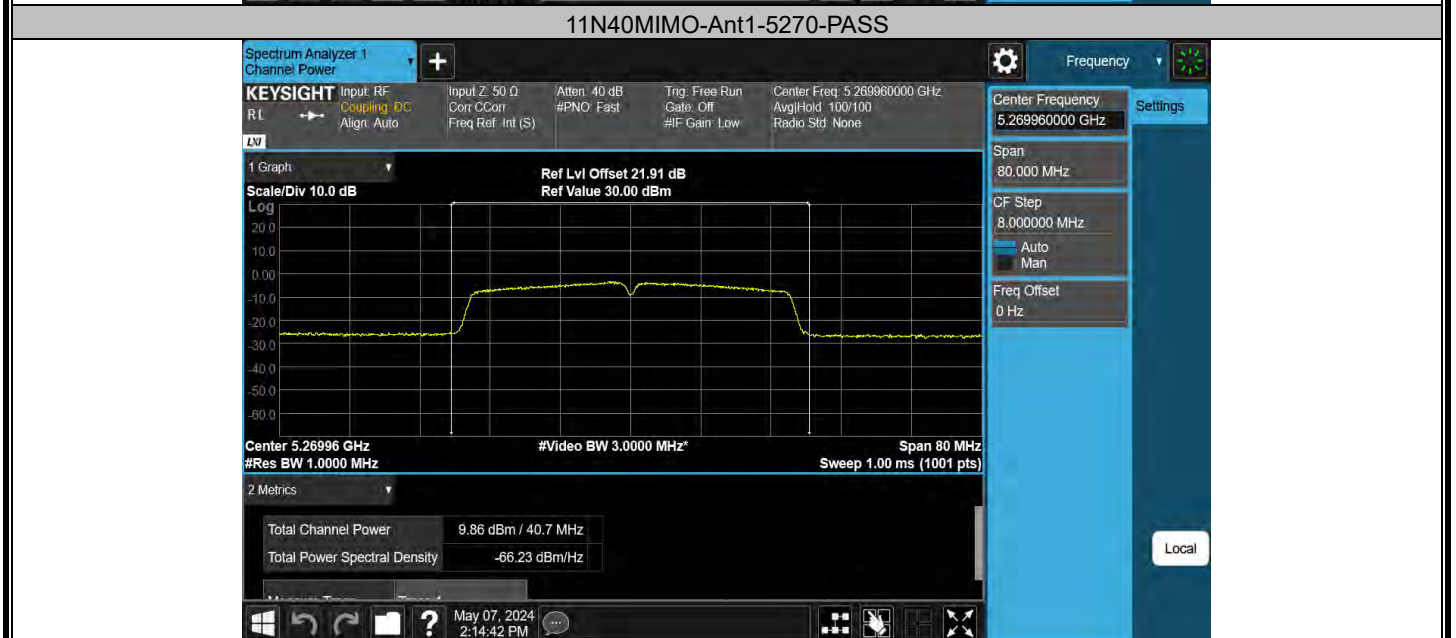 11N40MIMO-Ant1-5270-PASS
Spectrum Analyzer 1
Channel Power
+
Frequency
KEYSIGHT
RL
LXI
Input: RF
Coupling: DC
Align: Auto
Input Z: 50 Ω
Corr CCorr
Freq Ref: Int (S)
Atten: 40 dB
#PNO: Fast
Trig: Free Run
Gate: Off
#IF Gain: Low
Center Freq: 5.269960000 GHz
Avg|Hold: 100/100
Radio Std: None
Center Frequency
5.269960000 GHz
Settings
Span
80.000 MHz
CF Step
8.000000 MHz
Auto
Man
Freq Offset
0 Hz
1 Graph
Scale/Div 10.0 dB
Ref Lvl Offset 21.91 dB
Ref Value 30.00 dBm
Log
20.0
10.0
0.00
-10.0
-20.0
-30.0
-40.0
-50.0
-60.0
Center 5.26996 GHz
#Video BW 3.0000 MHz*
Span 80 MHz
#Res BW 1.0000 MHz
Sweep 1.00 ms (1001 pts)
2 Metrics
Total Channel Power 9.86 dBm / 40.7 MHz
Total Power Spectral Density -66.23 dBm/Hz
Local
?
May 07, 2024
2:14:42 PM